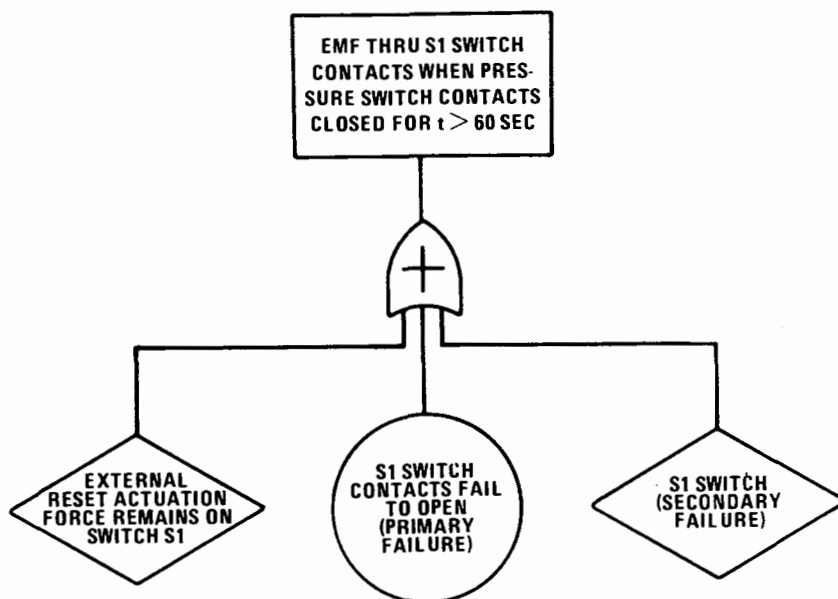 EMF THRU S1 SWITCH
CONTACTS WHEN PRES-
SURE SWITCH CONTACTS
CLOSED FOR t > 60 SEC
+
EXTERNAL
RESET ACTUATION
FORCE REMAINS ON
SWITCH S1
S1 SWITCH
CONTACTS FAIL
TO OPEN
(PRIMARY
FAILURE)
S1 SWITCH
(SECONDARY
FAILURE)